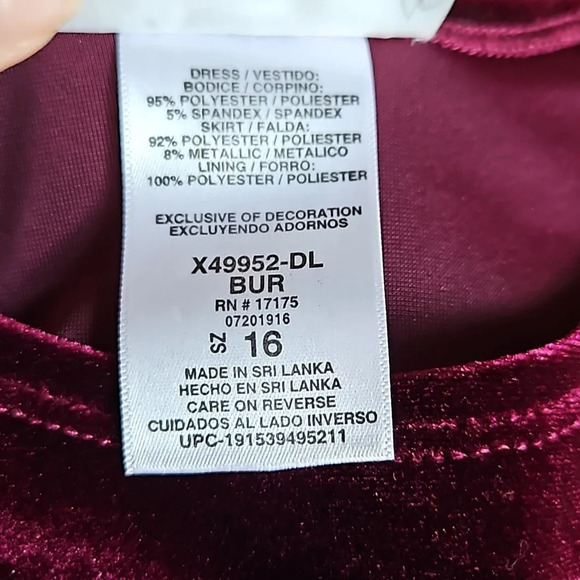 DRESS / VESTIDO:
BODICE / CORPINO:
95% POLYESTER / POLIESTER
5% SPANDEX / SPANDEX
SKIRT / FALDA:
92% POLYESTER / POLIESTER
8% METALLIC / METALICO
LINING / FORRO:
100% POLYESTER / POLIESTER
EXCLUSIVE OF DECORATION
EXCLUYENDO ADORNOS
X49952-DL
BUR
RN # 17175
07201916
ZS 16
MADE IN SRI LANKA
HECHO EN SRI LANKA
CARE ON REVERSE
CUIDADOS AL LADO INVERSO
UPC-191539495211